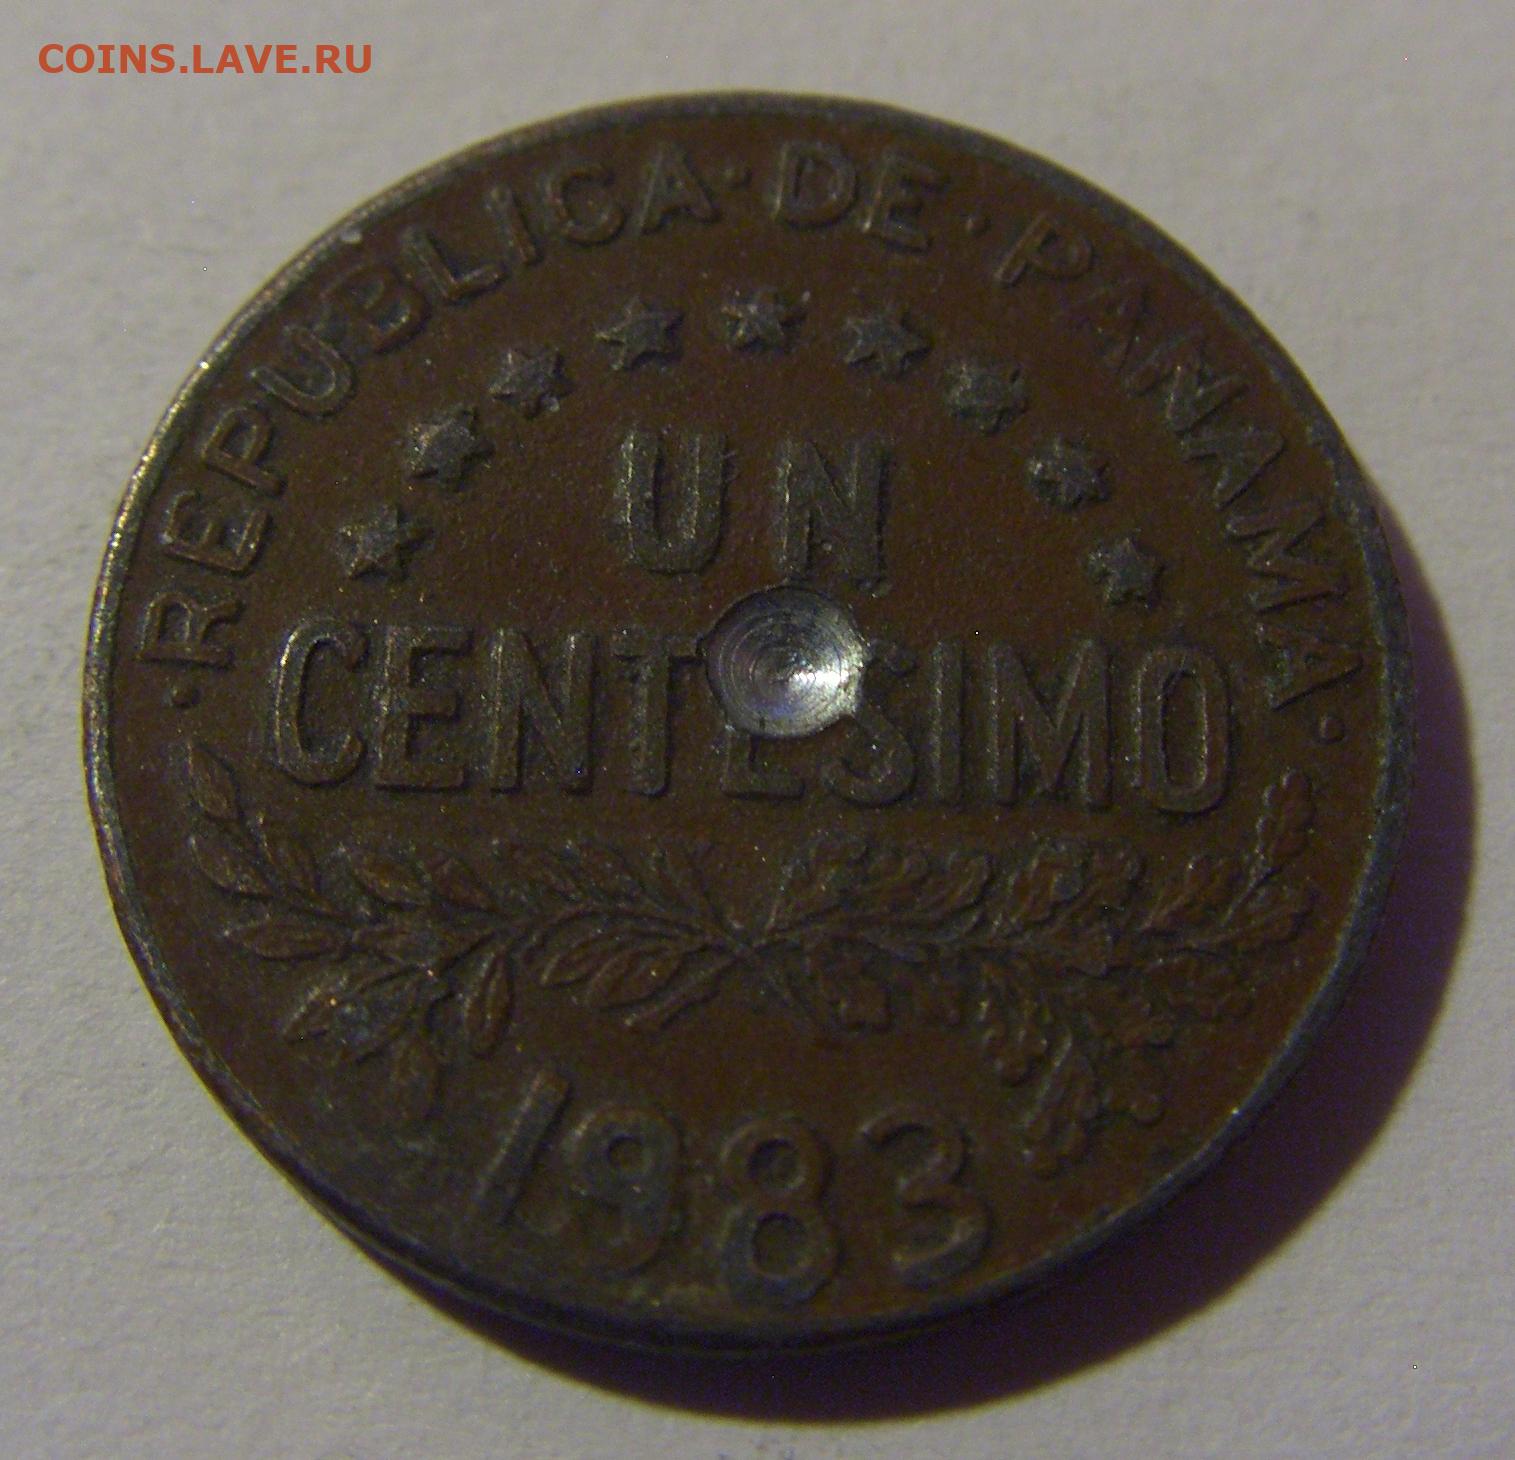 COINS.LAVE.RU
·REPUBLICA·DE·PANAMA·
UN
CENTESIMO
1983